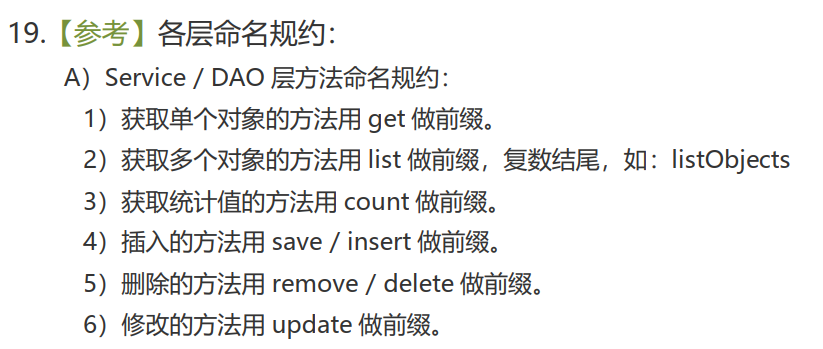 19.【参考】各层命名规约：
A）Service / DAO 层方法命名规约：
1）获取单个对象的方法用 get 做前缀。
2）获取多个对象的方法用 list 做前缀，复数结尾，如：listObjects
3）获取统计值的方法用 count 做前缀。
4）插入的方法用 save / insert 做前缀。
5）删除的方法用 remove / delete 做前缀。
6）修改的方法用 update 做前缀。